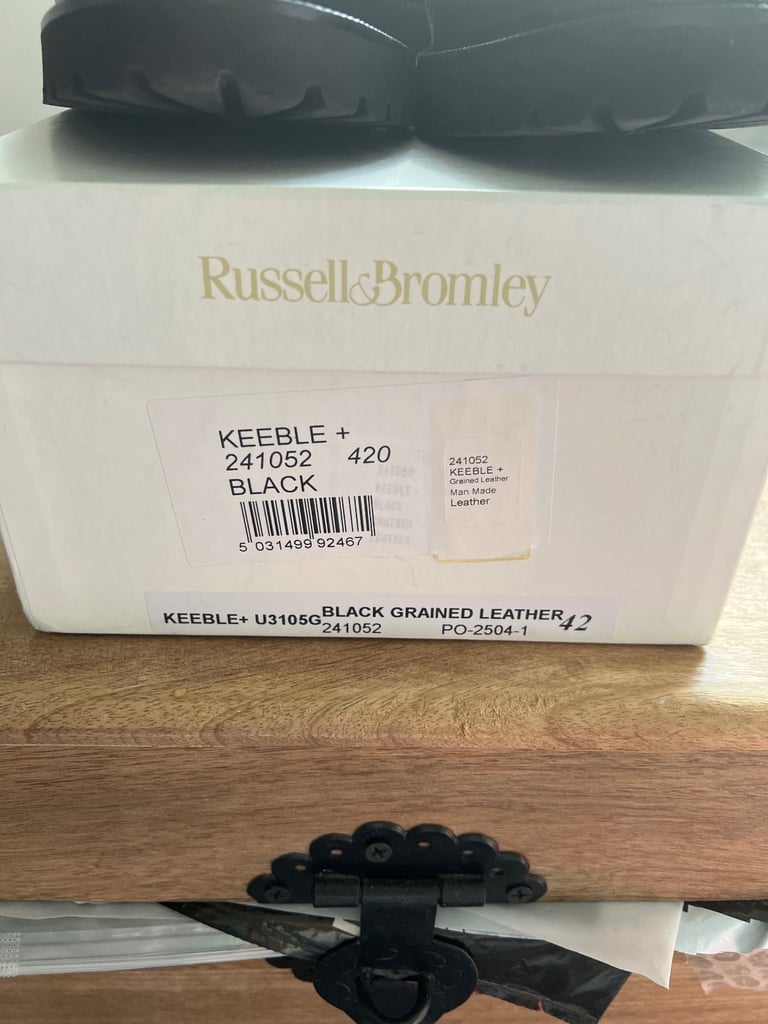 Russell & Bromley
KEEBLE +
241052 420
BLACK
5 031499 92467
241052
KEEBLE +
Grained Leather
Man Made
Leather
KEEBLE+ U3105G BLACK GRAINED LEATHER 42
241052 PO-2504-1